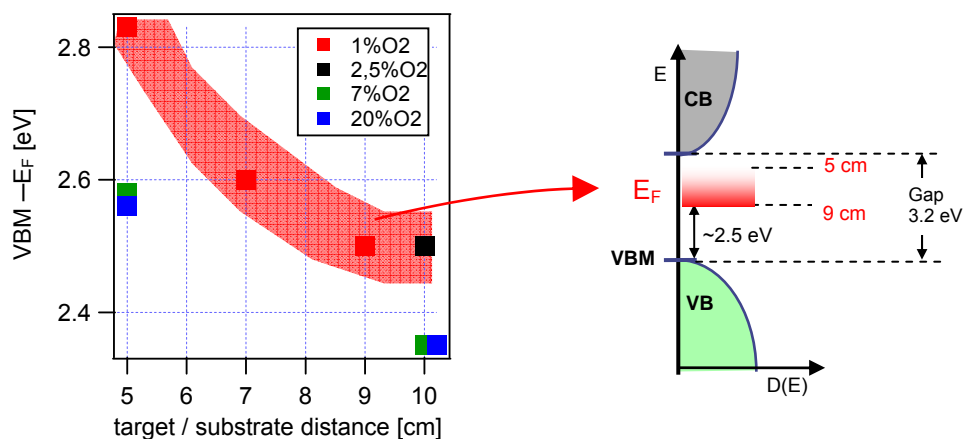 VBM –EF [eV]
2.8
2.6
2.4
5 6 7 8 9 10
target / substrate distance [cm]
1%O2
2,5%O2
7%O2
20%O2
E
CB
5 cm
EF
9 cm
Gap
3.2 eV
~2.5 eV
VBM
VB
D(E)